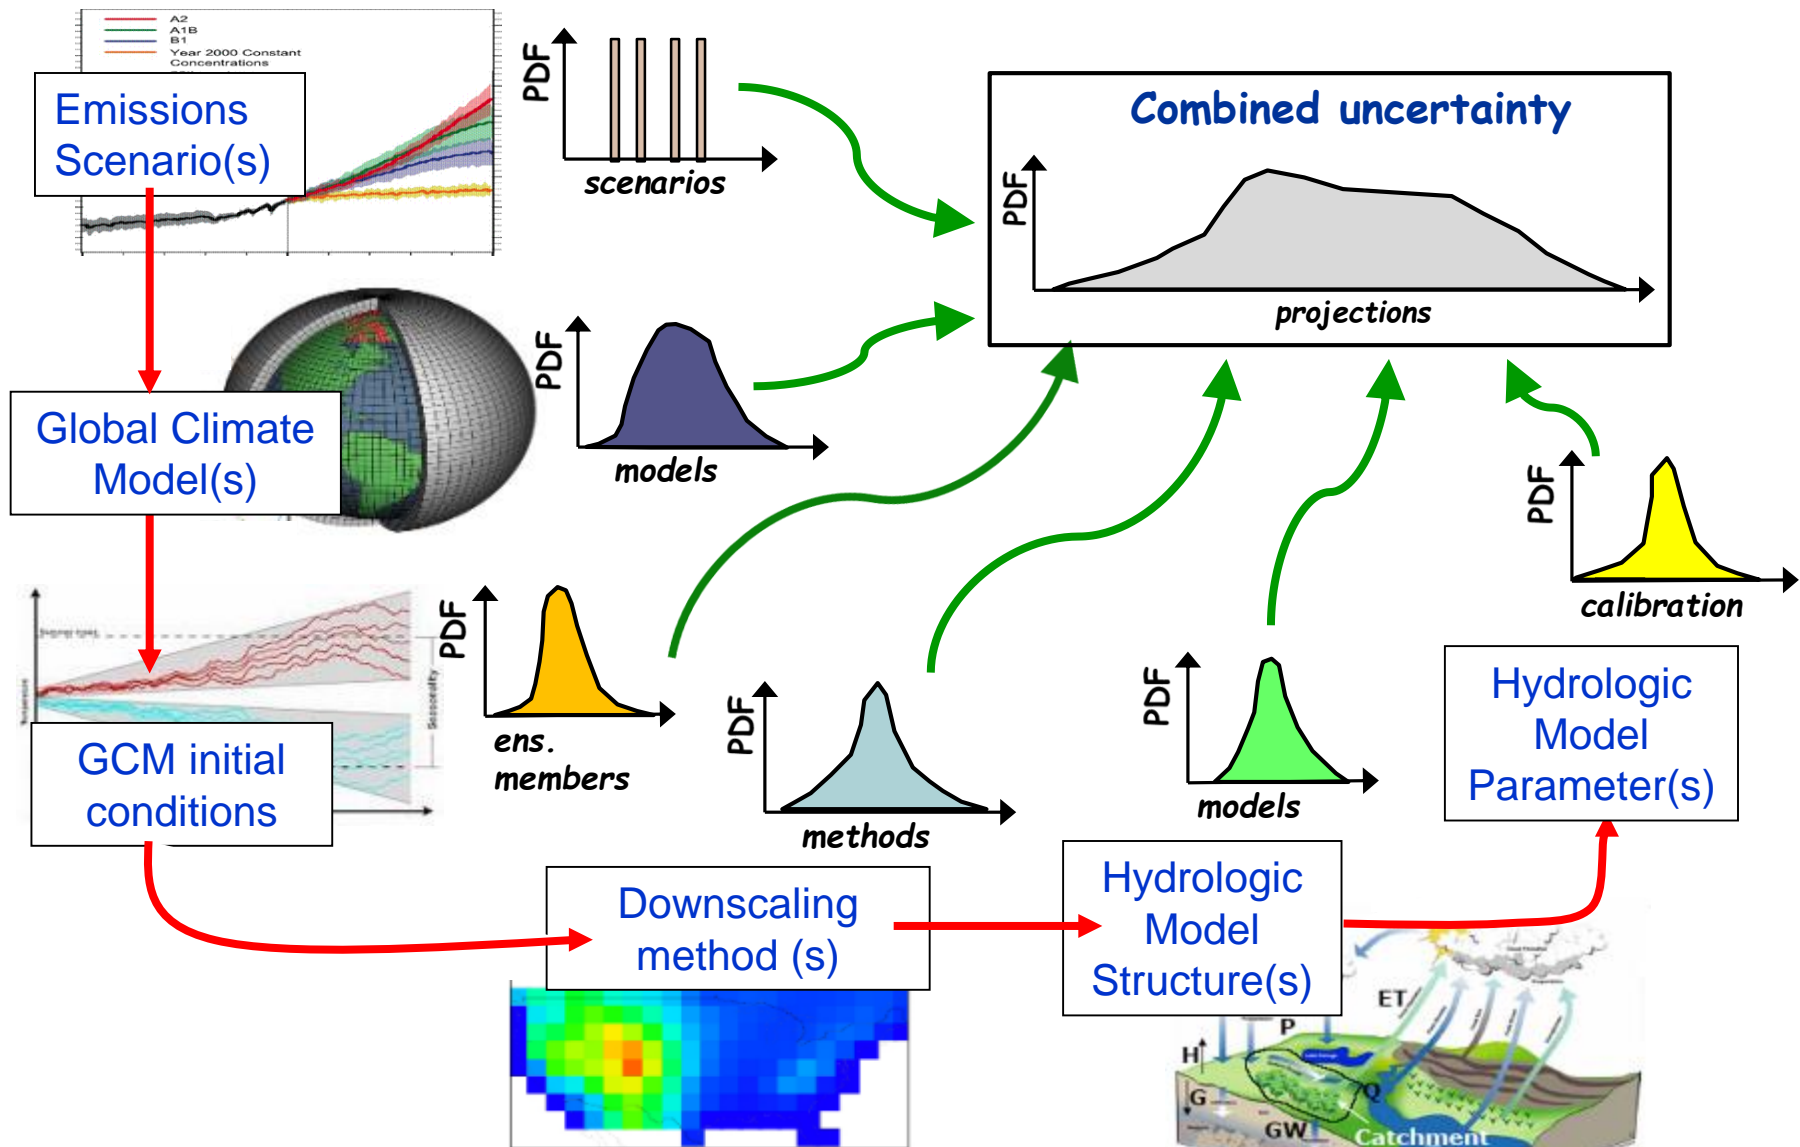 A2
A1B
B1
Year 2000 Constant
Concentrations
Emissions
Scenario(s)
PDF
scenarios
Combined uncertainty
PDF
projections
Global Climate
Model(s)
PDF
models
PDF
calibration
PDF
ens.
members
GCM initial
conditions
PDF
methods
PDF
models
Hydrologic
Model
Parameter(s)
Downscaling
method (s)
Hydrologic
Model
Structure(s)
ET
P
H
G
Q
GW
Catchment